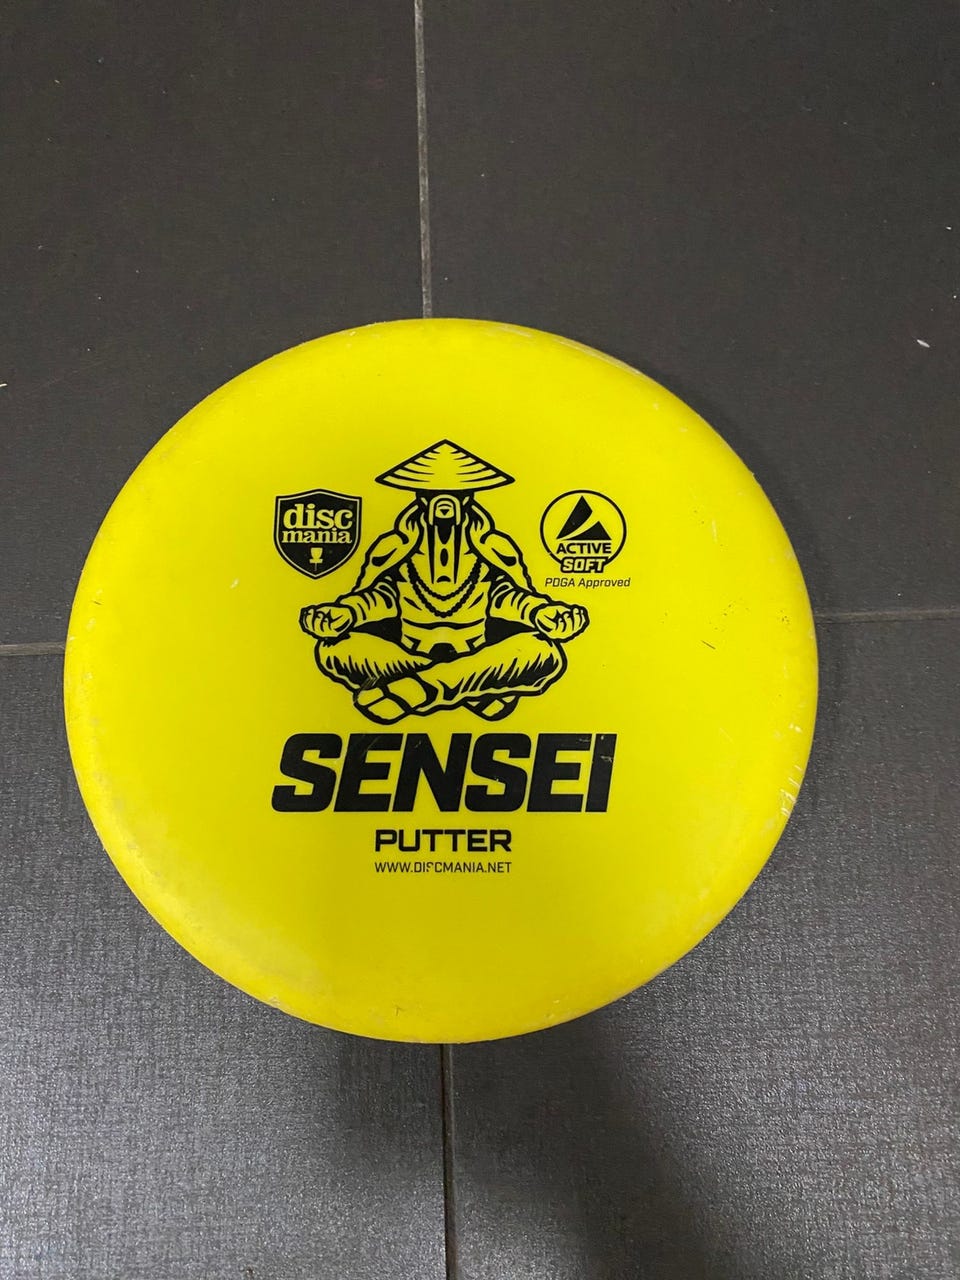 disc
mania
ACTIVE
SOFT
PDGA Approved
SENSEI
PUTTER
WWW.DISCMANIA.NET